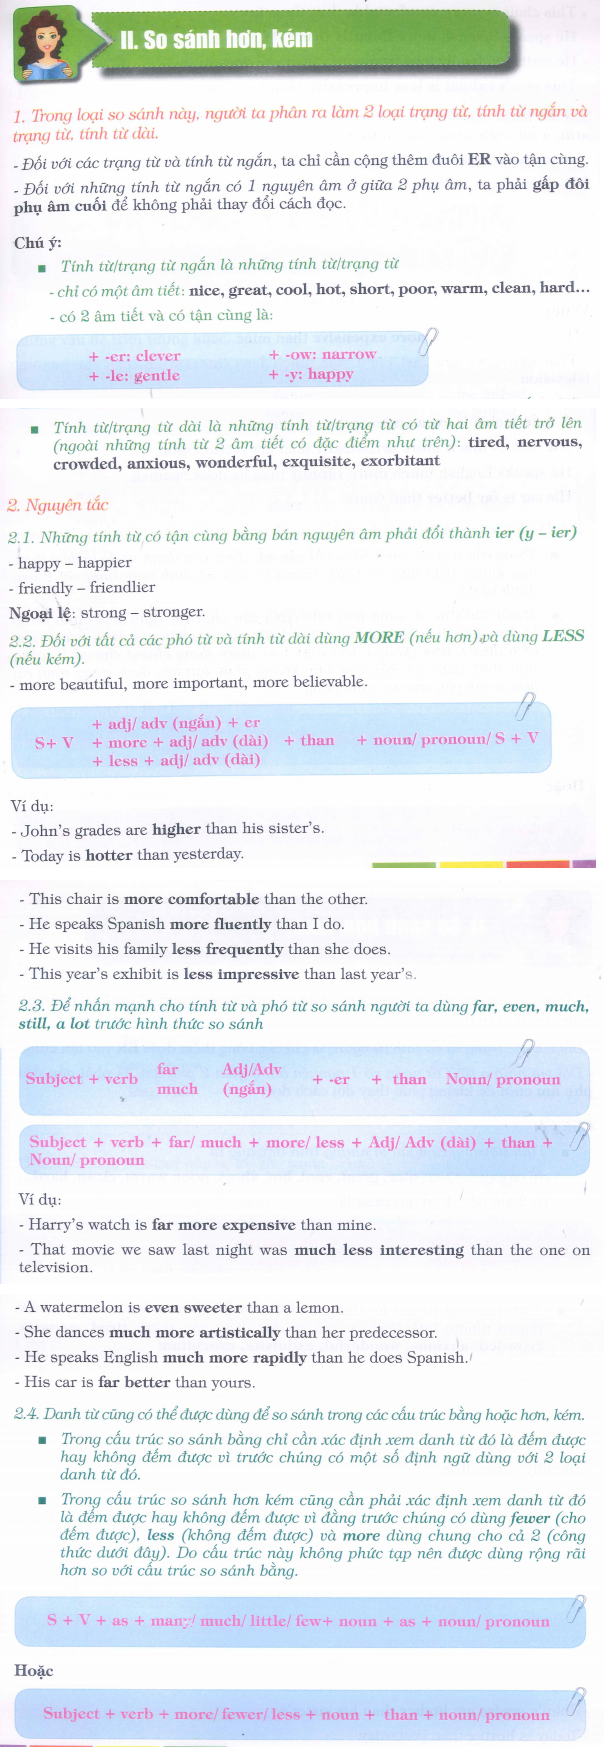 II. So sánh hơn, kém
1. Trong loại so sánh này, người ta phân ra làm 2 loại trạng từ, tính từ ngắn và
trạng từ, tính từ dài.
- Đối với các trạng từ và tính từ ngắn, ta chỉ cần cộng thêm đuôi ER vào tận cùng.
- Đối với những tính từ ngắn có 1 nguyên âm ở giữa 2 phụ âm, ta phải gấp đôi
phụ âm cuối để không phải thay đổi cách đọc.
Chú ý:
■ Tính từ/trạng từ ngắn là những tính từ/trạng từ
- chỉ có một âm tiết: nice, great, cool, hot, short, poor, warm, clean, hard...
- có 2 âm tiết và có tận cùng là:
+ -er: clever + -ow: narrow
+ -le: gentle + -y: happy
■ Tính từ/trạng từ dài là những tính từ/trạng từ có từ hai âm tiết trở lên
(ngoài những tính từ 2 âm tiết có đặc điểm như trên): tired, nervous,
crowded, anxious, wonderful, exquisite, exorbitant
2. Nguyên tắc
2.1. Những tính từ có tận cùng bằng bán nguyên âm phải đổi thành ier (y – ier)
- happy – happier
- friendly – friendlier
Ngoại lệ: strong – stronger.
2.2. Đối với tất cả các phó từ và tính từ dài dùng MORE (nếu hơn) và dùng LESS
(nếu kém).
- more beautiful, more important, more believable.
+ adj/ adv (ngắn) + er
S+ V + more + adj/ adv (dài) + than + noun/ pronoun/ S + V
+ less + adj/ adv (dài)
Ví dụ:
- John's grades are higher than his sister's.
- Today is hotter than yesterday.
- This chair is more comfortable than the other.
- He speaks Spanish more fluently than I do.
- He visits his family less frequently than she does.
- This year's exhibit is less impressive than last year's.
2.3. Để nhấn mạnh cho tính từ và phó từ so sánh người ta dùng far, even, much,
still, a lot trước hình thức so sánh
far Adj/Adv
Subject + verb + -er + than Noun/ pronoun
much (ngắn)
Subject + verb + far/ much + more/ less + Adj/ Adv (dài) + than +
Noun/ pronoun
Ví dụ:
- Harry's watch is far more expensive than mine.
- That movie we saw last night was much less interesting than the one on
television.
- A watermelon is even sweeter than a lemon.
- She dances much more artistically than her predecessor.
- He speaks English much more rapidly than he does Spanish.
- His car is far better than yours.
2.4. Danh từ cũng có thể được dùng để so sánh trong các cấu trúc bằng hoặc hơn, kém.
■ Trong cấu trúc so sánh bằng chỉ cần xác định xem danh từ đó là đếm được
hay không đếm được vì trước chúng có một số định ngữ dùng với 2 loại
danh từ đó.
■ Trong cấu trúc so sánh hơn kém cũng cần phải xác định xem danh từ đó
là đếm được hay không đếm được vì đằng trước chúng có dùng fewer (cho
đếm được), less (không đếm được) và more dùng chung cho cả 2 (công
thức dưới đây). Do cấu trúc này không phức tạp nên được dùng rộng rãi
hơn so với cấu trúc so sánh bằng.
S + V + as + many/ much/ little/ few+ noun + as + noun/ pronoun
Hoặc
Subject + verb + more/ fewer/ less + noun + than + noun/ pronoun